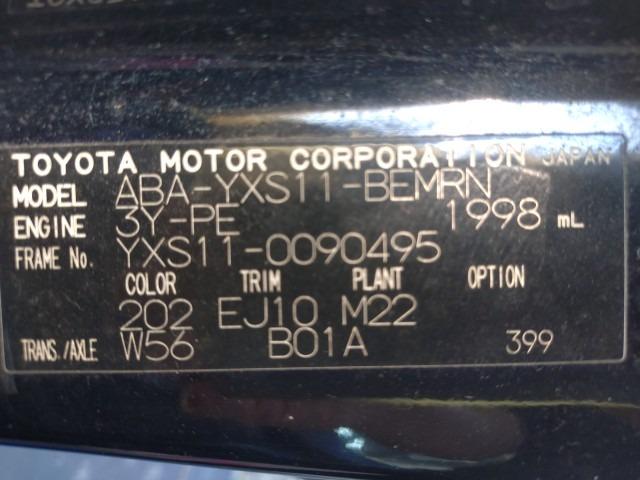 TOYOTA MOTOR CORPORATION JAPAN
MODEL ABA-YXS11-BEMRN
ENGINE 3Y-PE 1998 mL
FRAME No. YXS11-0090495
COLOR TRIM PLANT OPTION
202 EJ10 M22
TRANS./AXLE W56 B01A 399